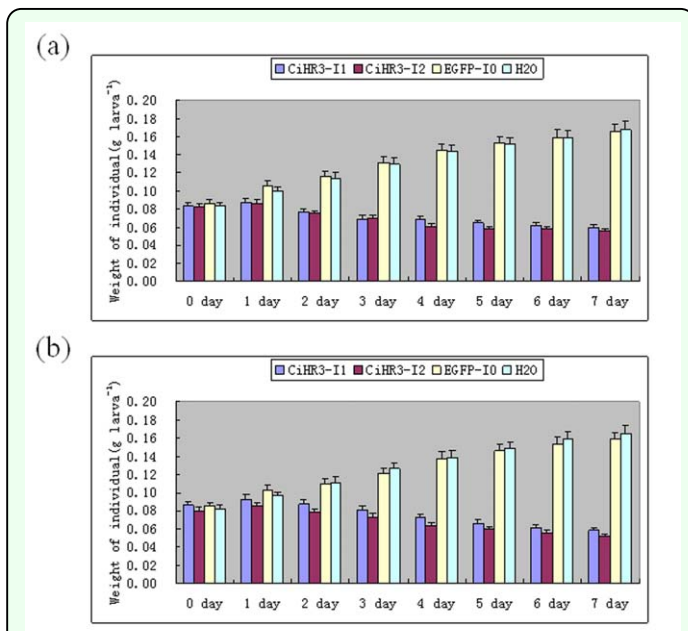 (a)
CiHR3-I1 CiHR3-I2 EGFP-I0 H2O
Weight of individual(g larva⁻¹)
0.20
0.18
0.16
0.14
0.12
0.10
0.08
0.06
0.04
0.02
0.00
0 day 1 day 2 day 3 day 4 day 5 day 6 day 7 day
(b)
CiHR3-I1 CiHR3-I2 EGFP-I0 H2O
Weight of individual(g larva⁻¹)
0.20
0.18
0.16
0.14
0.12
0.10
0.08
0.06
0.04
0.02
0.00
0 day 1 day 2 day 3 day 4 day 5 day 6 day 7 day